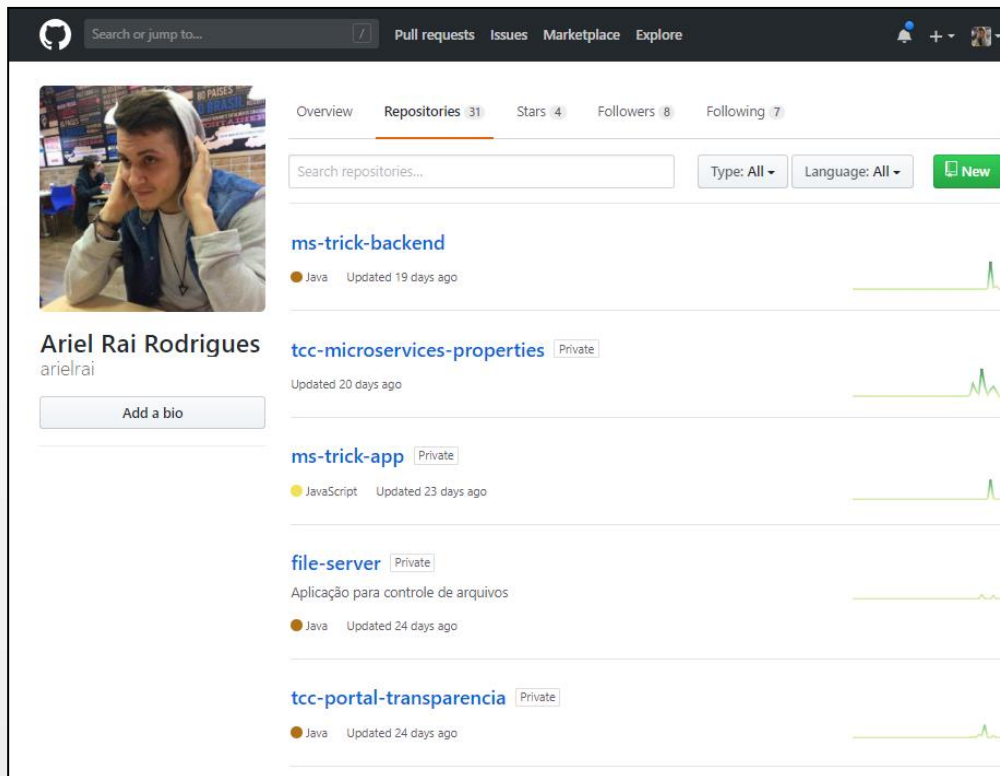 Search or jump to...
/
Pull requests Issues Marketplace Explore
Overview Repositories 31 Stars 4 Followers 8 Following 7
Search repositories...
Type: All
Language: All
New
ms-trick-backend
Java Updated 19 days ago
Ariel Rai Rodrigues
arielrai
Add a bio
tcc-microservices-properties Private
Updated 20 days ago
ms-trick-app Private
JavaScript Updated 23 days ago
file-server Private
Aplicação para controle de arquivos
Java Updated 24 days ago
tcc-portal-transparencia Private
Java Updated 24 days ago